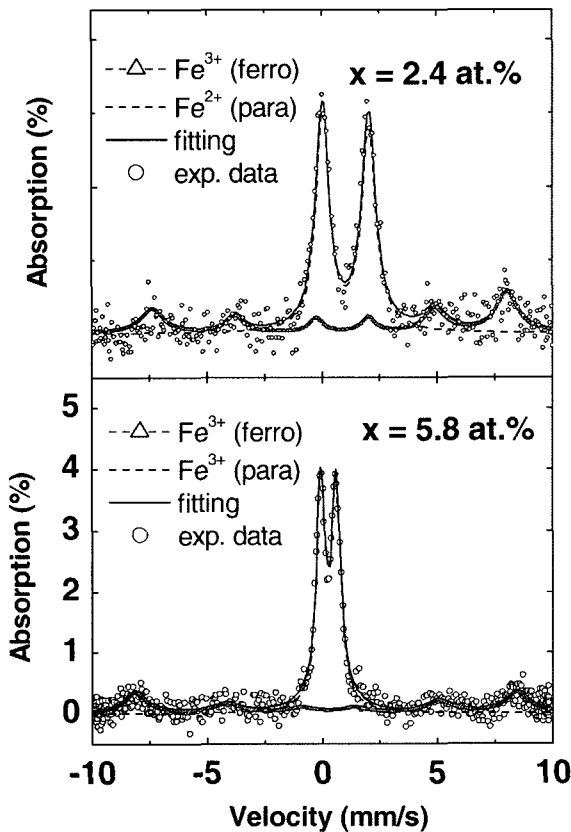 Fe³⁺ (ferro)
x = 2.4 at.%
Fe²⁺ (para)
fitting
exp. data
Absorption (%)
Fe³⁺ (ferro)
x = 5.8 at.%
Fe³⁺ (para)
fitting
exp. data
Absorption (%)
5
4
3
2
1
0
-10
-5
0
5
10
Velocity (mm/s)